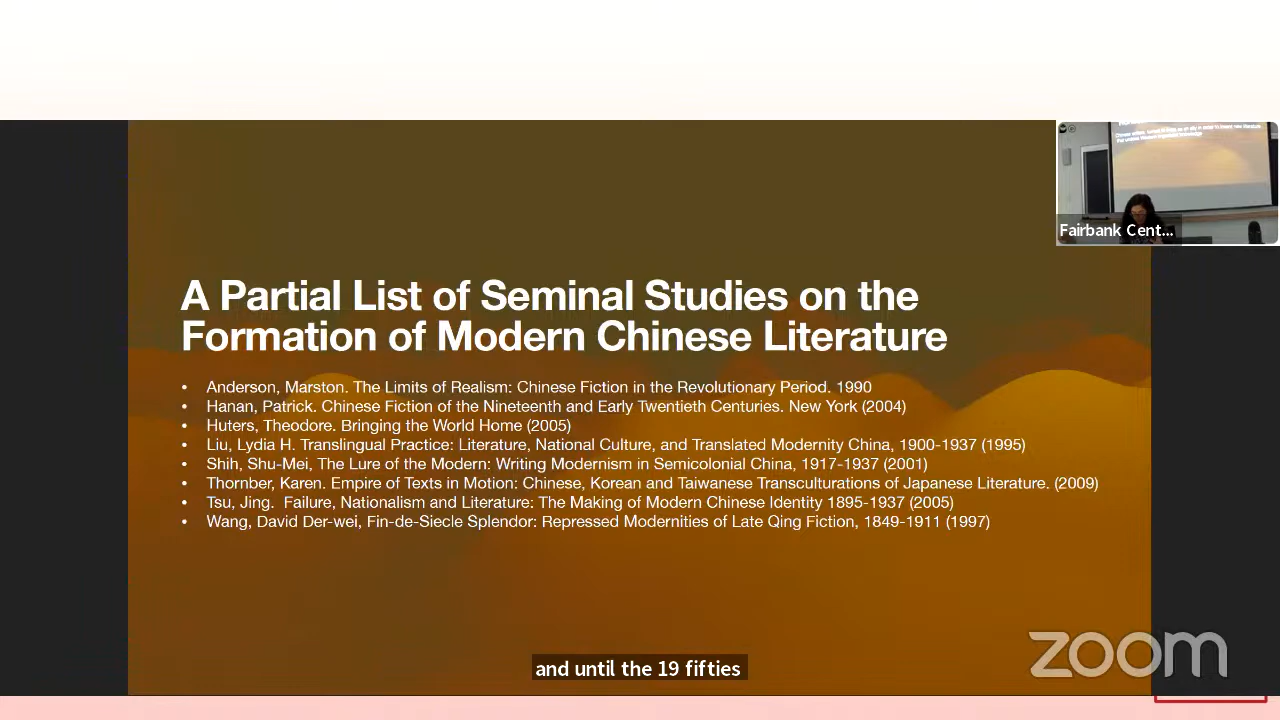 Fairbank Cent...
A Partial List of Seminal Studies on the
Formation of Modern Chinese Literature
• Anderson, Marston. The Limits of Realism: Chinese Fiction in the Revolutionary Period. 1990
• Hanan, Patrick. Chinese Fiction of the Nineteenth and Early Twentieth Centuries. New York (2004)
• Huters, Theodore. Bringing the World Home (2005)
• Liu, Lydia H. Translingual Practice: Literature, National Culture, and Translated Modernity China, 1900-1937 (1995)
• Shih, Shu-Mei, The Lure of the Modern: Writing Modernism in Semicolonial China, 1917-1937 (2001)
• Thornber, Karen. Empire of Texts in Motion: Chinese, Korean and Taiwanese Transculturations of Japanese Literature. (2009)
• Tsu, Jing.  Failure, Nationalism and Literature: The Making of Modern Chinese Identity 1895-1937 (2005)
• Wang, David Der-wei, Fin-de-Siecle Splendor: Repressed Modernities of Late Qing Fiction, 1849-1911 (1997)
zoom
and until the 19 fifties